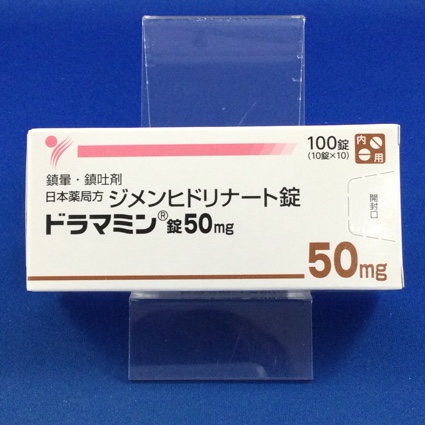 100錠
(10錠×10)
内
用
鎮暈・鎮吐剤
日本薬局方 ジメンヒドリナート錠
ドラマミン®錠50mg
開封口
50mg